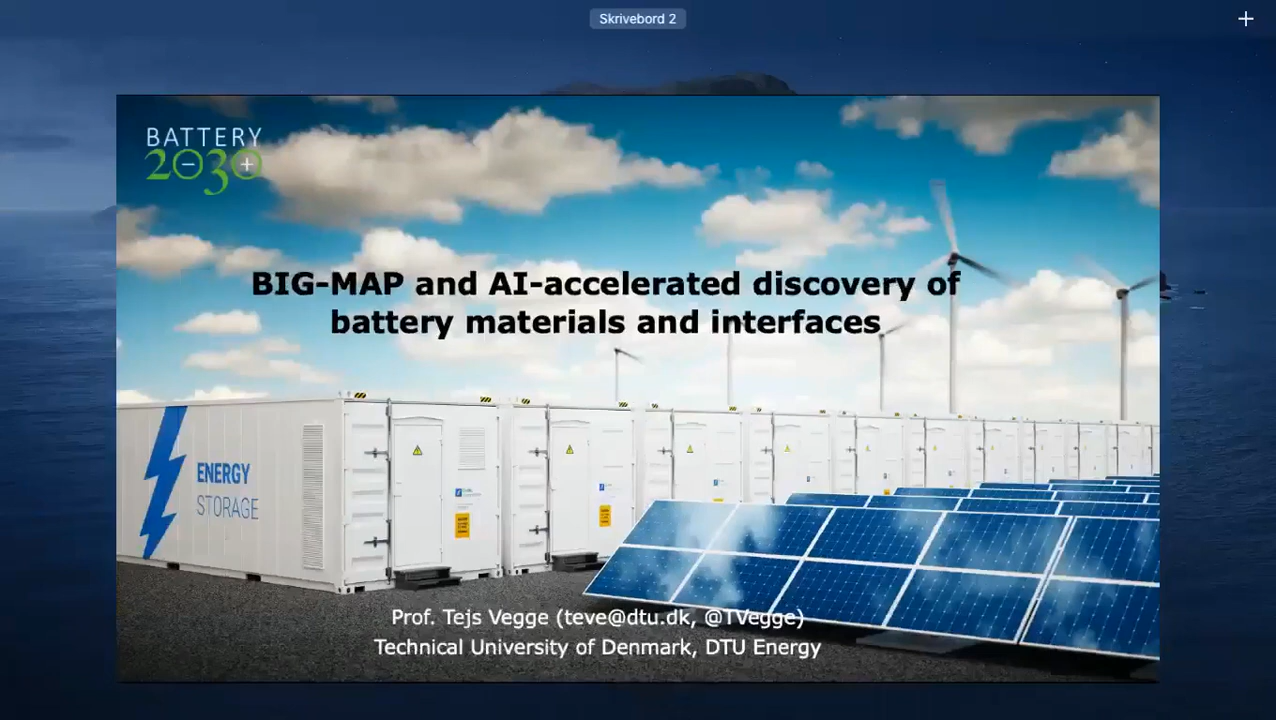 Skrivebord 2
BATTERY
2030
BIG-MAP and AI-accelerated discovery of
battery materials and interfaces
ENERGY
STORAGE
Prof. Tejs Vegge (teve@dtu.dk, @TVegge)
Technical University of Denmark, DTU Energy